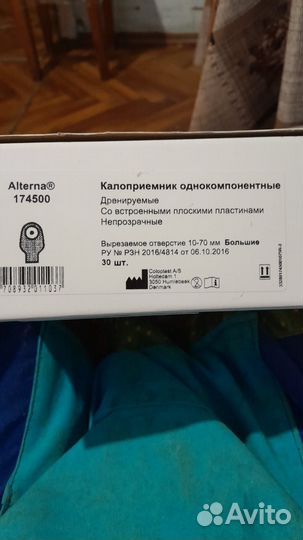 Alterna®
174500
Калоприемник однокомпонентные
Дренируемые
Со встроенными плоскими пластинами
Непрозрачные
Вырезаемое отверстие 10-70 мм Большие
РУ № РЗН 2016/4814 от 06.10.2016
30 шт.
Coloplast A/S
Holtedam 1
3050 Humlebaek
Denmark
708932011037
Avito